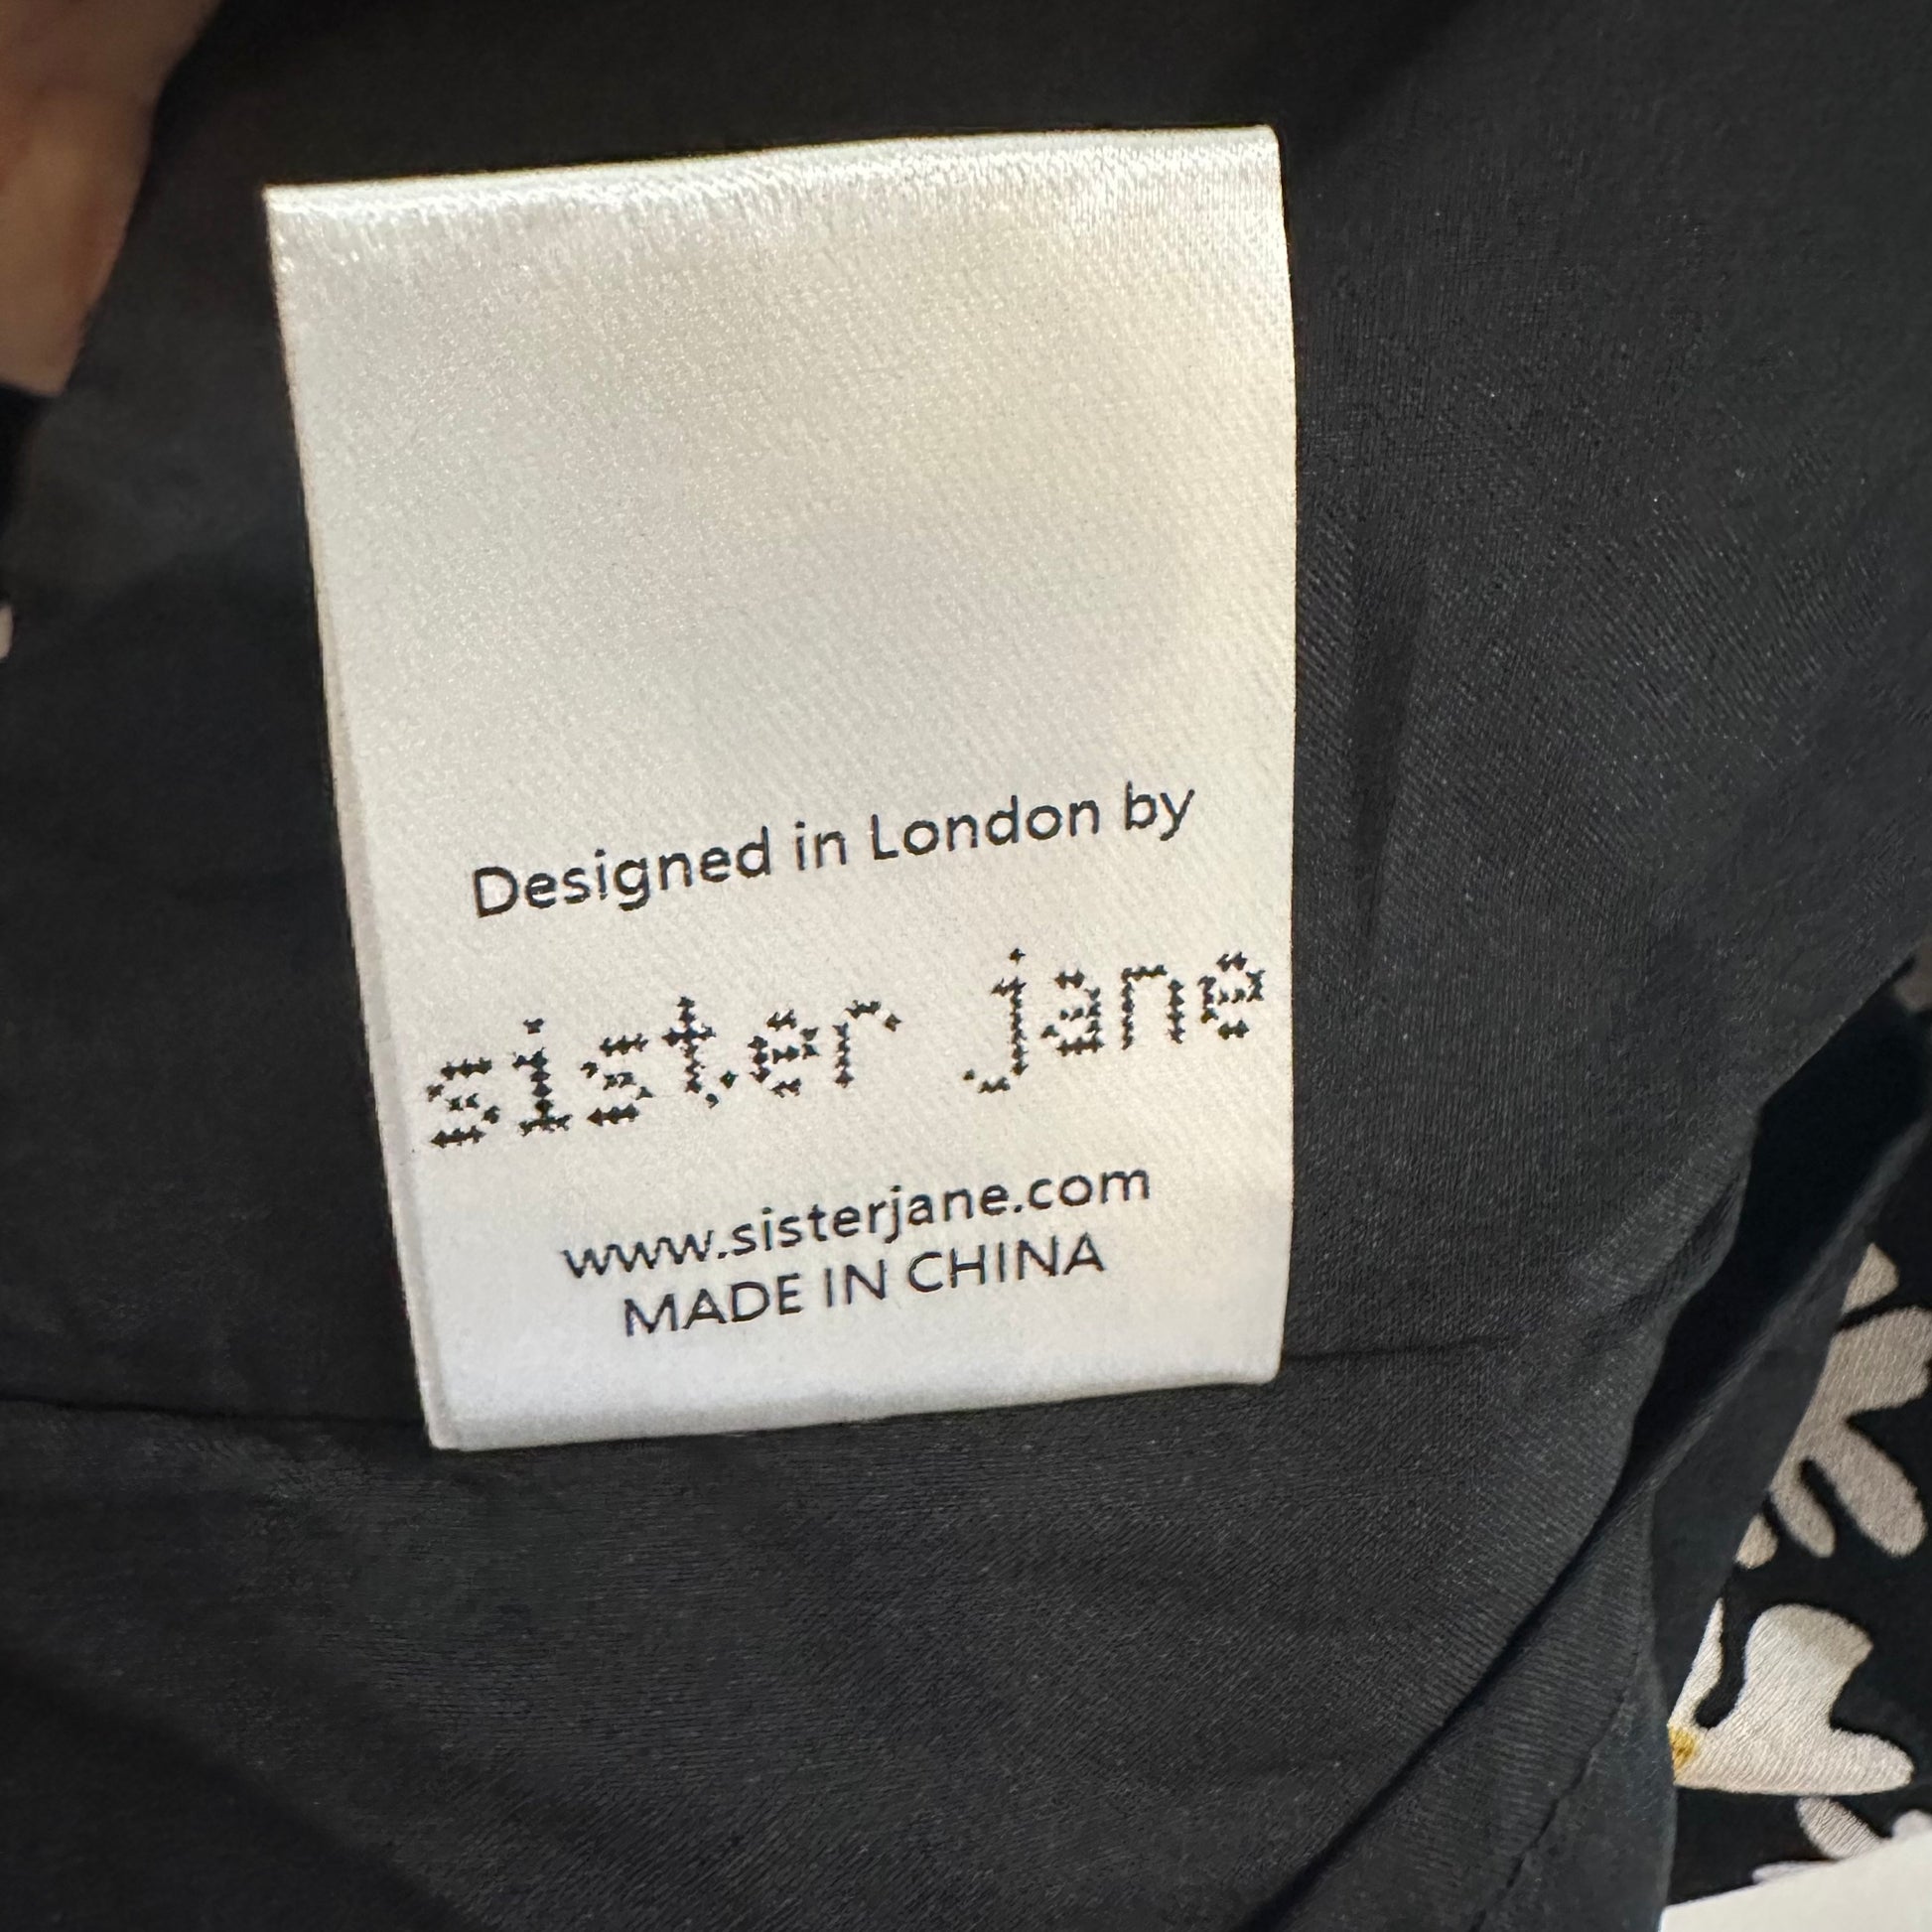 Designed in London by
sister jane
www.sisterjane.com
MADE IN CHINA